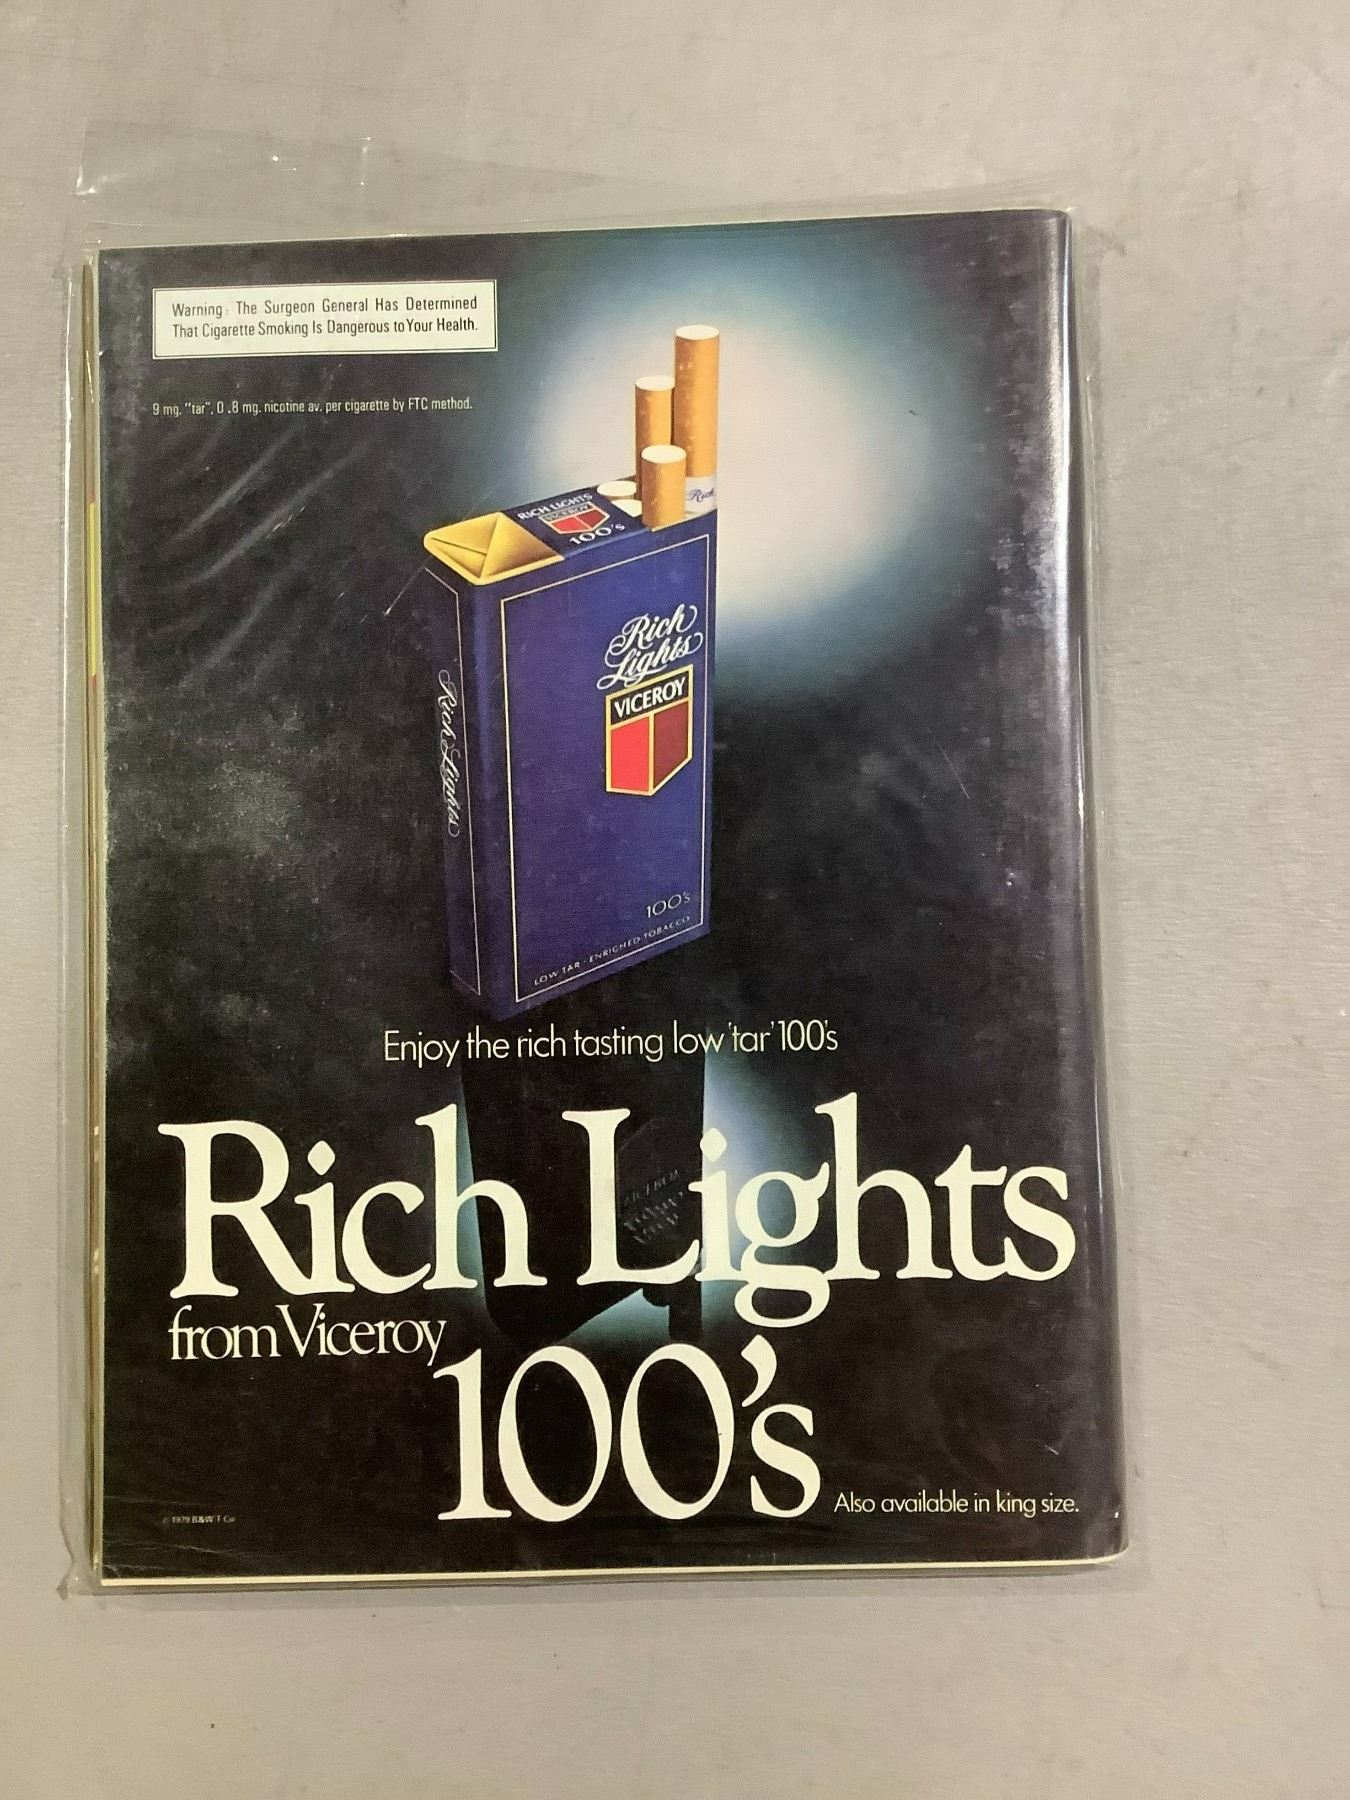 Warning: The Surgeon General Has Determined
That Cigarette Smoking Is Dangerous to Your Health.
9 mg. "tar", 0.8 mg. nicotine av. per cigarette by FTC method.
Rich
RICH LIGHTS
VICEROY
100's
Rich
Lights
VICEROY
Rich Lights
100's
LOW TAR - ENRICHED TOBACCO
Enjoy the rich tasting low 'tar' 100's
Rich Lights
from Viceroy
100's
Also available in king size.
© 1979 B&W T Co